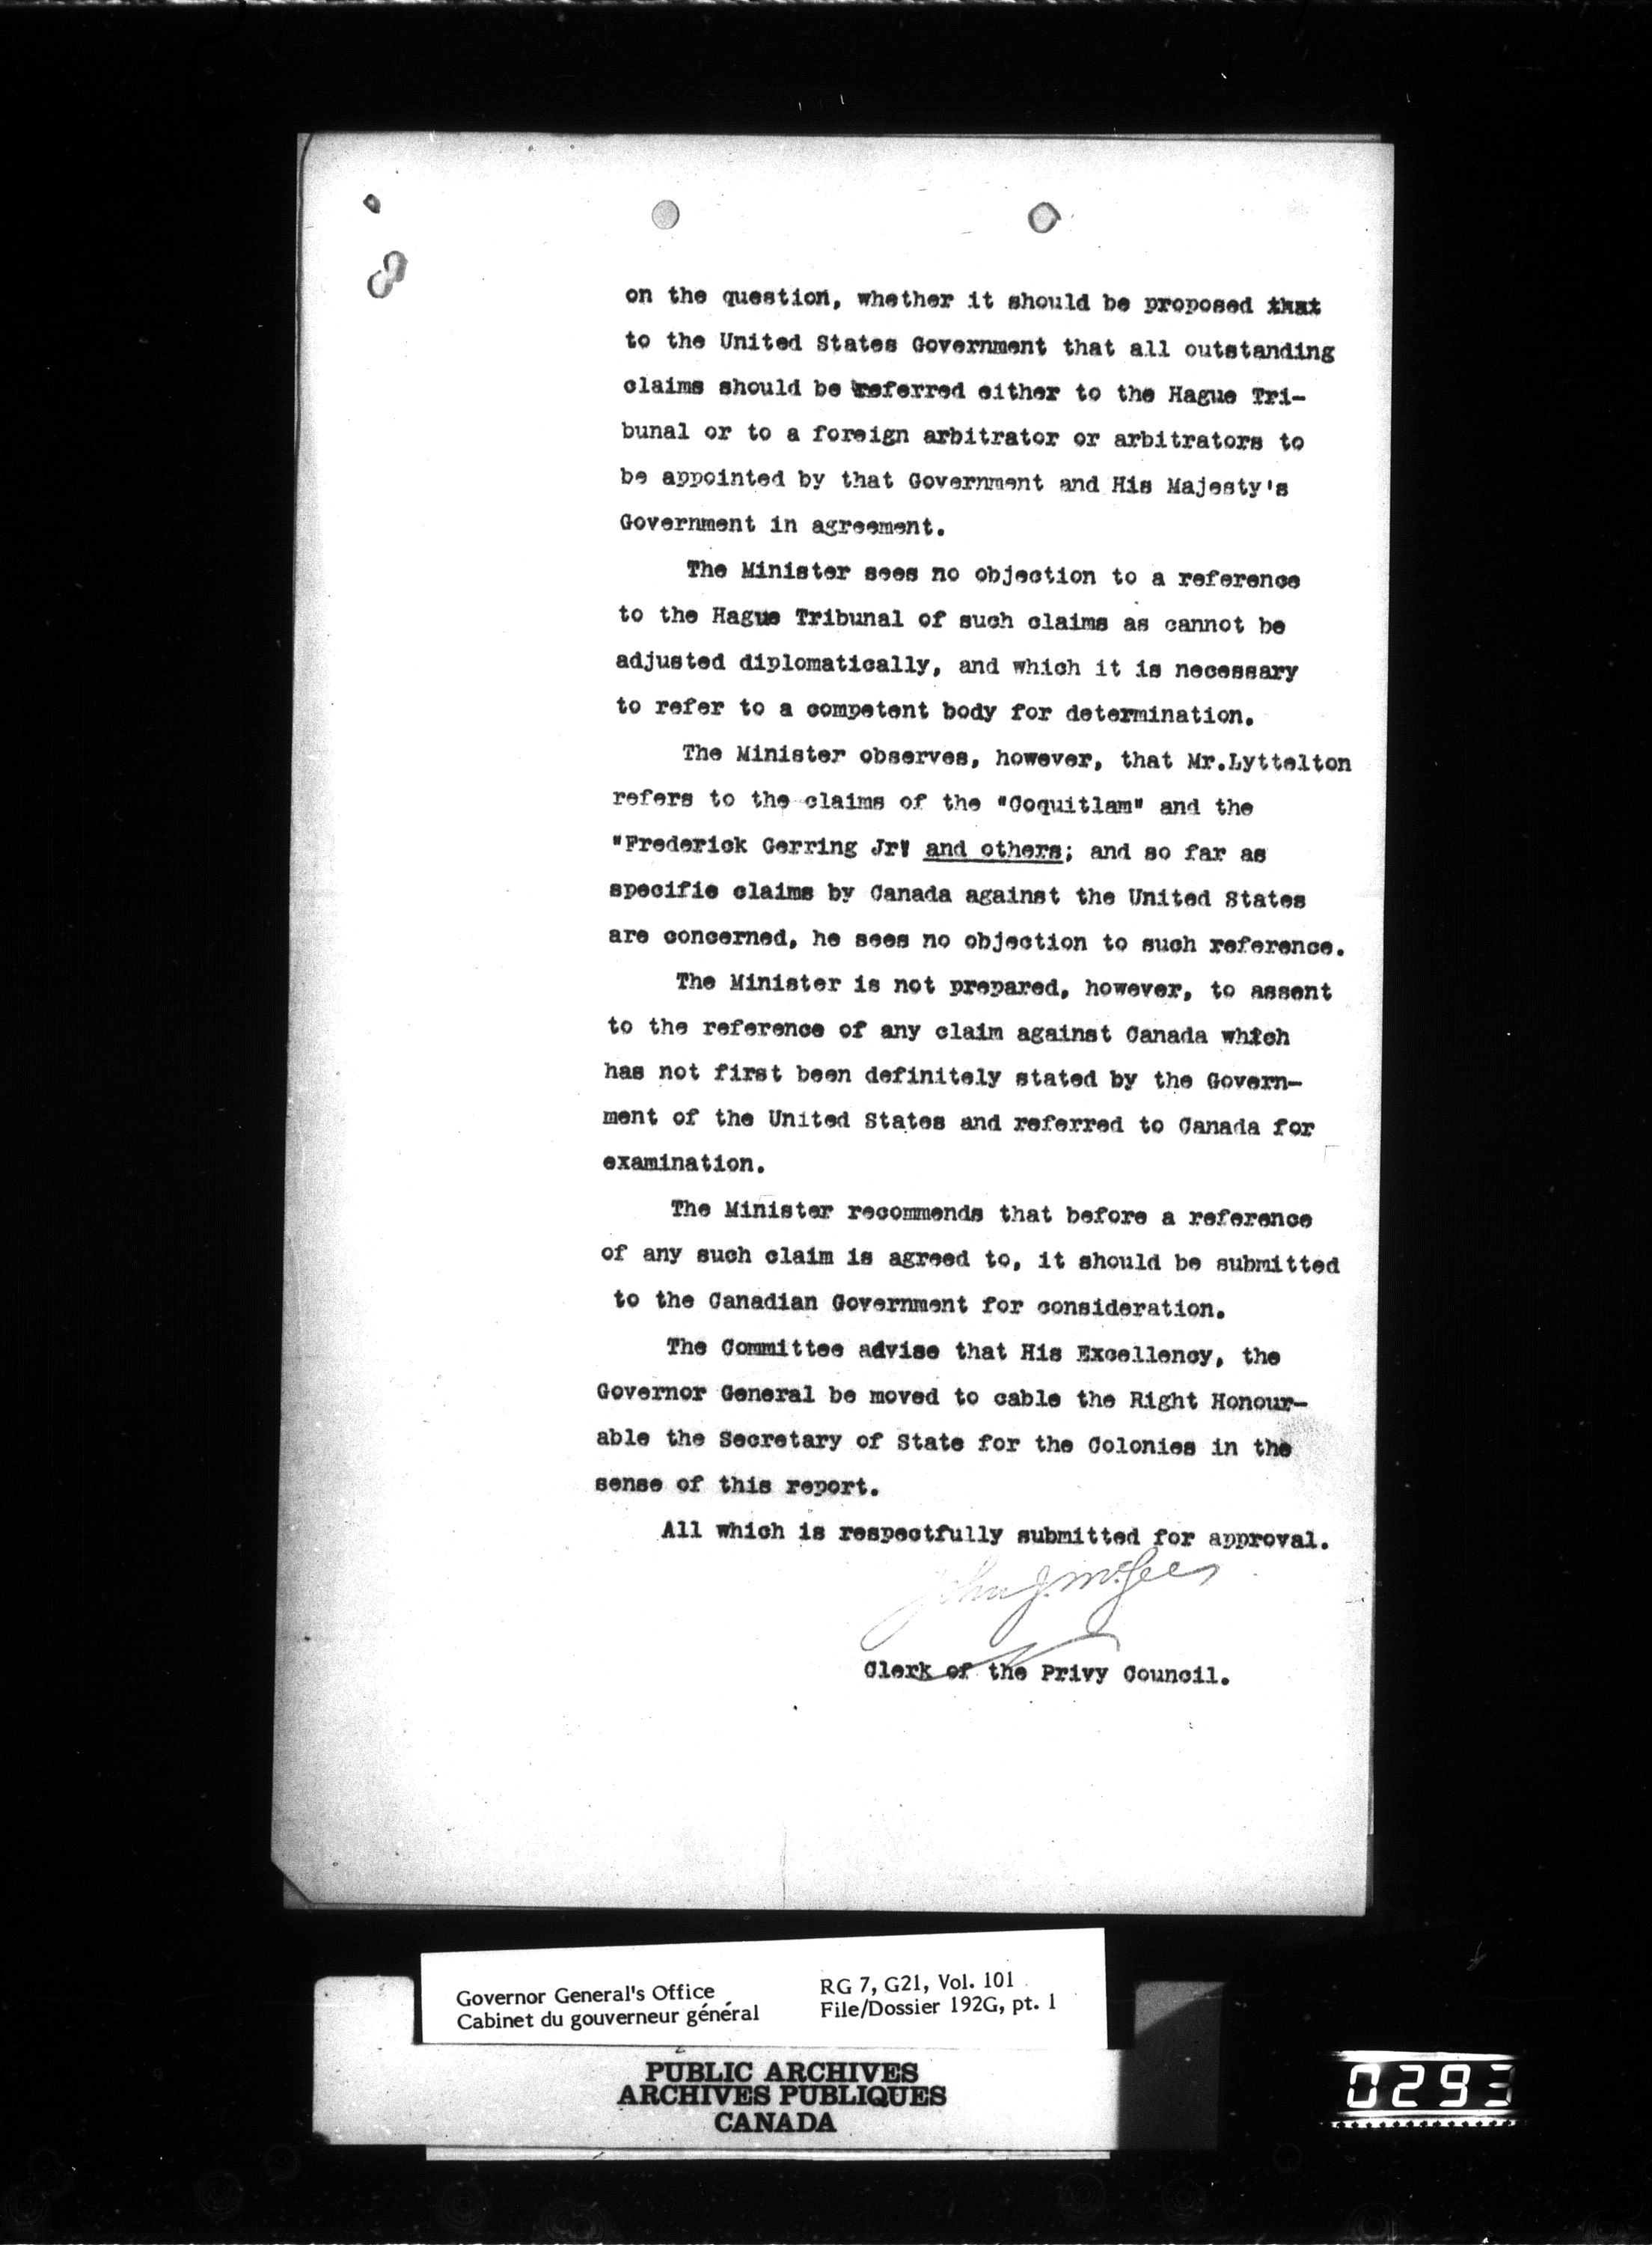 on the question, whether it should be proposed that
to the United States Government that all outstanding
claims should be referred either to the Hague Tri-
bunal or to a foreign arbitrator or arbitrators to
be appointed by that Government and His Majesty's
Government in agreement.
The Minister sees no objection to a reference
to the Hague Tribunal of such claims as cannot be
adjusted diplomatically, and which it is necessary
to refer to a competent body for determination.
The Minister observes, however, that Mr.Lyttelton
refers to the claims of the "Coquitlam" and the
"Frederick Gerring Jr" and others; and so far as
specific claims by Canada against the United States
are concerned, he sees no objection to such reference.
The Minister is not prepared, however, to assent
to the reference of any claim against Canada which
has not first been definitely stated by the Govern-
ment of the United States and referred to Canada for
examination.
The Minister recommends that before a reference
of any such claim is agreed to, it should be submitted
to the Canadian Government for consideration.
The Committee advise that His Excellency, the
Governor General be moved to cable the Right Honour-
able the Secretary of State for the Colonies in the
sense of this report.
All which is respectfully submitted for approval.
John J. McGee
Clerk of the Privy Council.
Governor General's Office RG 7, G21, Vol. 101
Cabinet du gouverneur général File/Dossier 192G, pt. 1
PUBLIC ARCHIVES
ARCHIVES PUBLIQUES
CANADA
0293